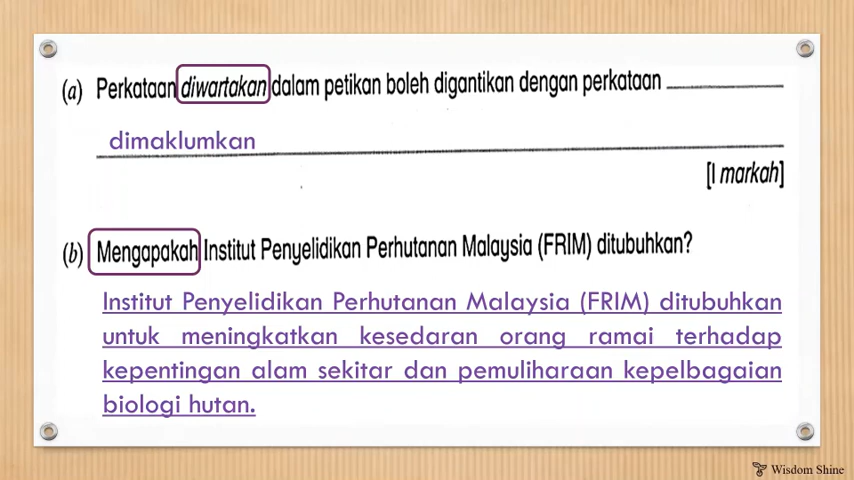 (a) Perkataan diwartakan dalam petikan boleh digantikan dengan perkataan
dimaklumkan
[1 markah]
(b) Mengapakah Institut Penyelidikan Perhutanan Malaysia (FRIM) ditubuhkan?
Institut Penyelidikan Perhutanan Malaysia (FRIM) ditubuhkan
untuk meningkatkan kesedaran orang ramai terhadap
kepentingan alam sekitar dan pemuliharaan kepelbagaian
biologi hutan.
Wisdom Shine